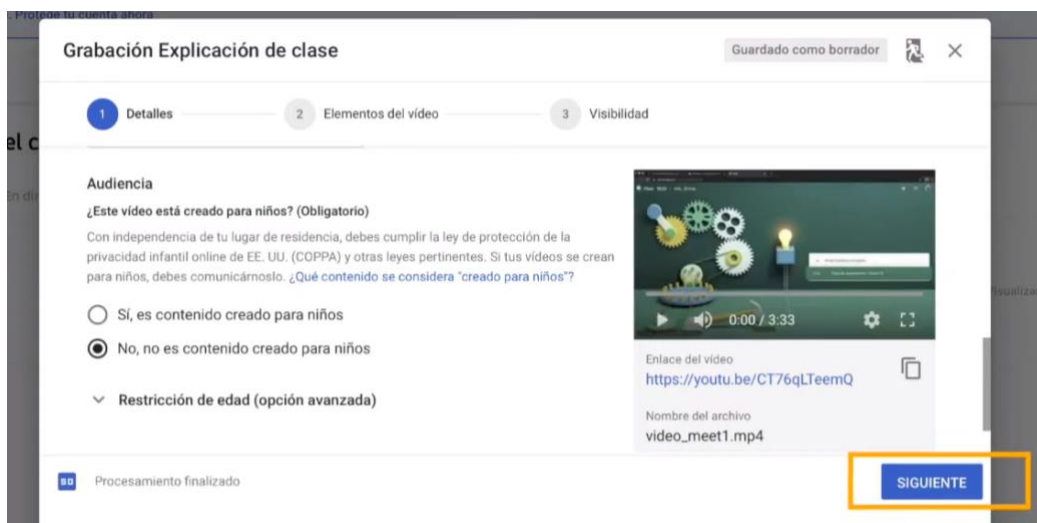 Protege tu cuenta ahora
Grabación Explicación de clase
Guardado como borrador
1 Detalles
2 Elementos del vídeo
3 Visibilidad
el c
En di
Audiencia
¿Este vídeo está creado para niños? (Obligatorio)
Con independencia de tu lugar de residencia, debes cumplir la ley de protección de la
privacidad infantil online de EE. UU. (COPPA) y otras leyes pertinentes. Si tus vídeos se crean
para niños, debes comunicárnoslo. ¿Qué contenido se considera "creado para niños"?
Sí, es contenido creado para niños
No, no es contenido creado para niños
Restricción de edad (opción avanzada)
0:00 / 3:33
Enlace del vídeo
https://youtu.be/CT76qLTeemQ
Nombre del archivo
video_meet1.mp4
SD Procesamiento finalizado
SIGUIENTE